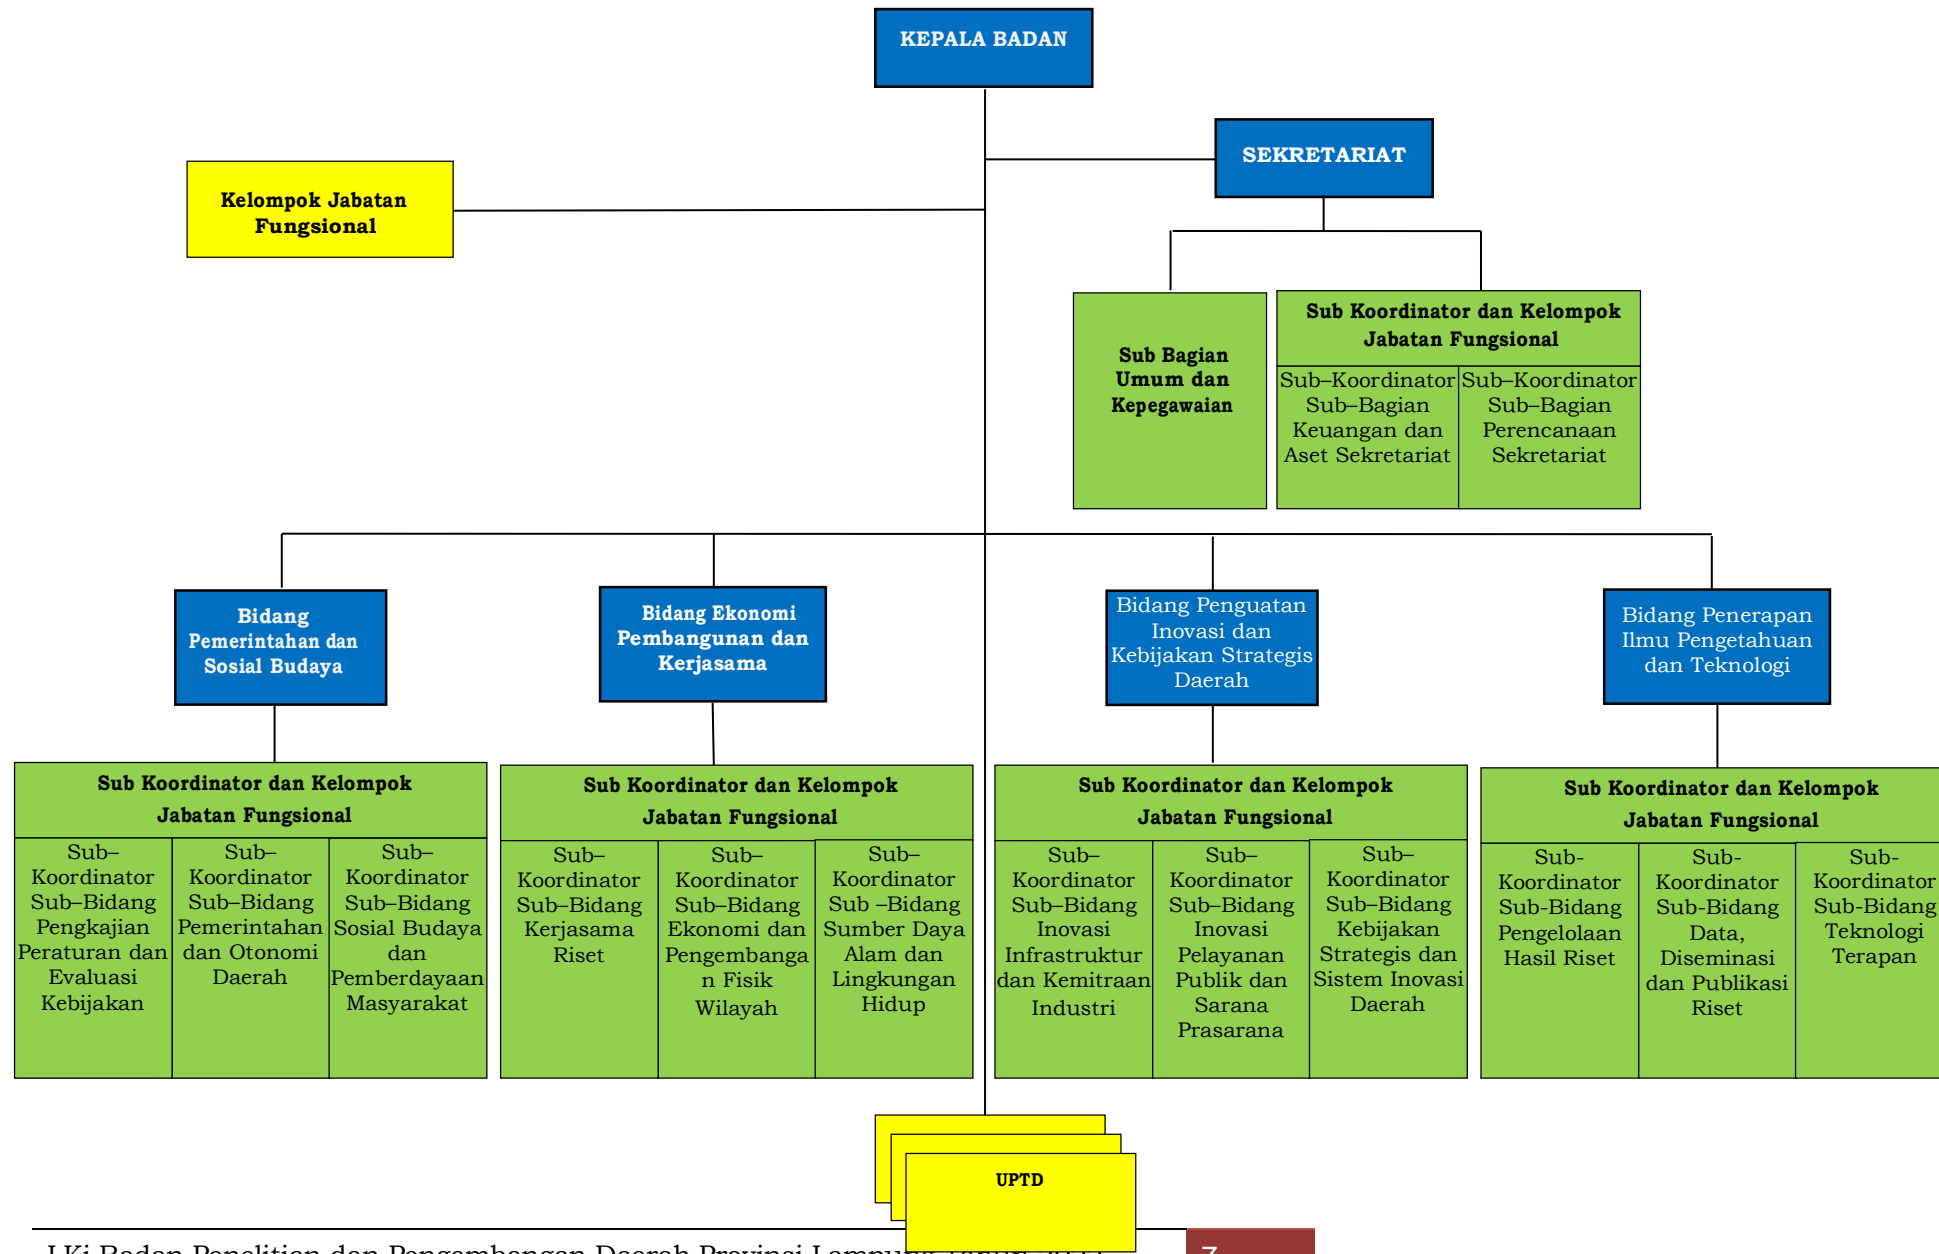 KEPALA BADAN
SEKRETARIAT
Kelompok Jabatan
Fungsional
Sub Bagian
Umum dan
Kepegawaian
Sub Koordinator dan Kelompok
Jabatan Fungsional
Sub–Koordinator
Sub–Bagian
Keuangan dan
Aset Sekretariat
Sub–Koordinator
Sub–Bagian
Perencanaan
Sekretariat
Bidang
Pemerintahan dan
Sosial Budaya
Bidang Ekonomi
Pembangunan dan
Kerjasama
Bidang Penguatan
Inovasi dan
Kebijakan Strategis
Daerah
Bidang Penerapan
Ilmu Pengetahuan
dan Teknologi
Sub Koordinator dan Kelompok
Jabatan Fungsional
Sub–
Koordinator
Sub–Bidang
Pengkajian
Peraturan dan
Evaluasi
Kebijakan
Sub–
Koordinator
Sub–Bidang
Pemerintahan
dan Otonomi
Daerah
Sub–
Koordinator
Sub–Bidang
Sosial Budaya
dan
Pemberdayaan
Masyarakat
Sub Koordinator dan Kelompok
Jabatan Fungsional
Sub–
Koordinator
Sub–Bidang
Kerjasama
Riset
Sub–
Koordinator
Sub–Bidang
Ekonomi dan
Pengembanga
n Fisik
Wilayah
Sub–
Koordinator
Sub –Bidang
Sumber Daya
Alam dan
Lingkungan
Hidup
Sub Koordinator dan Kelompok
Jabatan Fungsional
Sub–
Koordinator
Sub–Bidang
Inovasi
Infrastruktur
dan Kemitraan
Industri
Sub–
Koordinator
Sub–Bidang
Inovasi
Pelayanan
Publik dan
Sarana
Prasarana
Sub–
Koordinator
Sub–Bidang
Kebijakan
Strategis dan
Sistem Inovasi
Daerah
Sub Koordinator dan Kelompok
Jabatan Fungsional
Sub-
Koordinator
Sub-Bidang
Pengelolaan
Hasil Riset
Sub-
Koordinator
Sub-Bidang
Data,
Diseminasi
dan Publikasi
Riset
Sub-
Koordinator
Sub-Bidang
Teknologi
Terapan
UPTD
LKj Badan Penelitian dan Pengembangan Daerah Provinsi Lampung